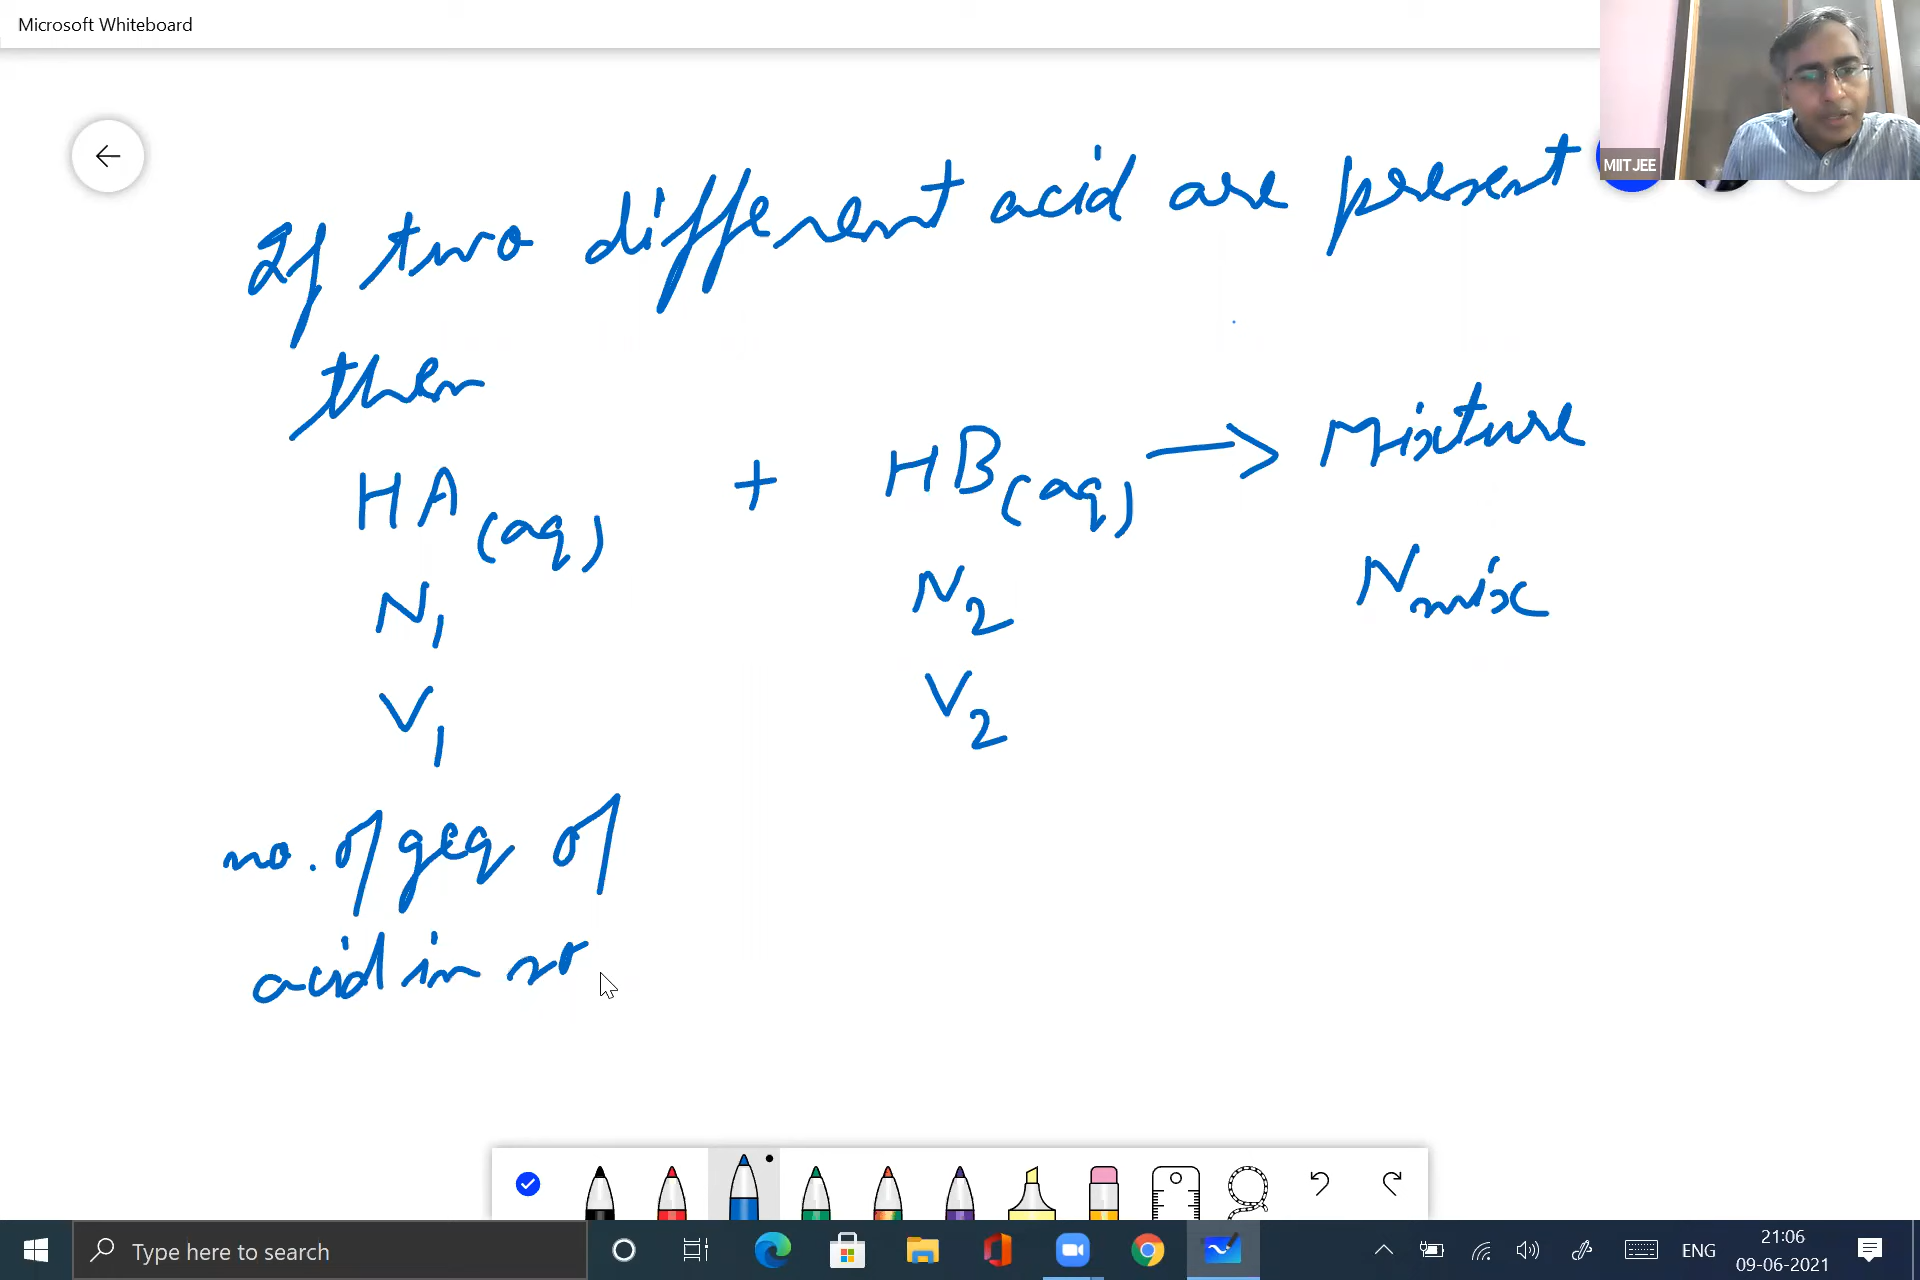 Microsoft Whiteboard
MIIT JEE
If two different acid are present
then
HA(aq) + HB(aq) → Mixture
N1 N2 Nmix
V1 V2
no. of geq of
acid in
Type here to search
ENG
21:06
09-06-2021